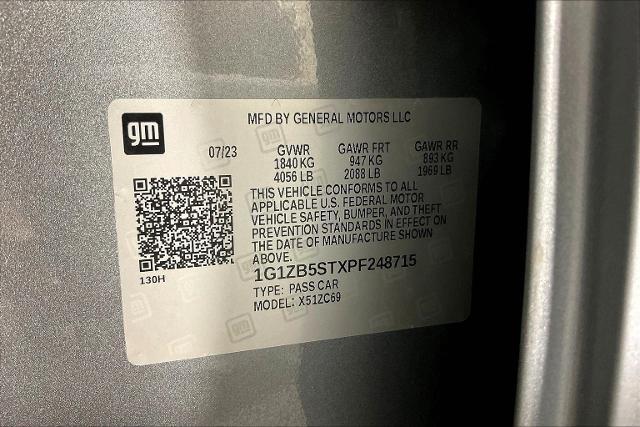 gm
MFD BY GENERAL MOTORS LLC
07/23 GVWR GAWR FRT GAWR RR
1840 KG 947 KG 893 KG
4056 LB 2088 LB 1969 LB
THIS VEHICLE CONFORMS TO ALL
APPLICABLE U.S. FEDERAL MOTOR
VEHICLE SAFETY, BUMPER, AND THEFT
PREVENTION STANDARDS IN EFFECT ON
THE DATE OF MANUFACTURE SHOWN
ABOVE.
130H
1G1ZB5STXPF248715
TYPE: PASS CAR
MODEL: X51ZC69